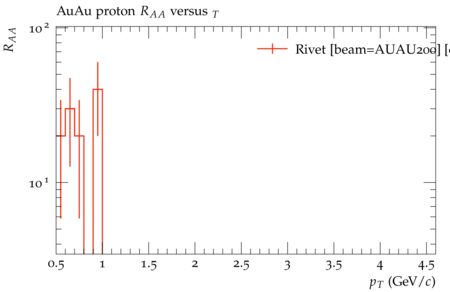 AuAu proton R_AA versus _T
R_AA
10^2
Rivet [beam=AUAU200] [
10^1
0.5 1 1.5 2 2.5 3 3.5 4 4.5
p_T (GeV/c)